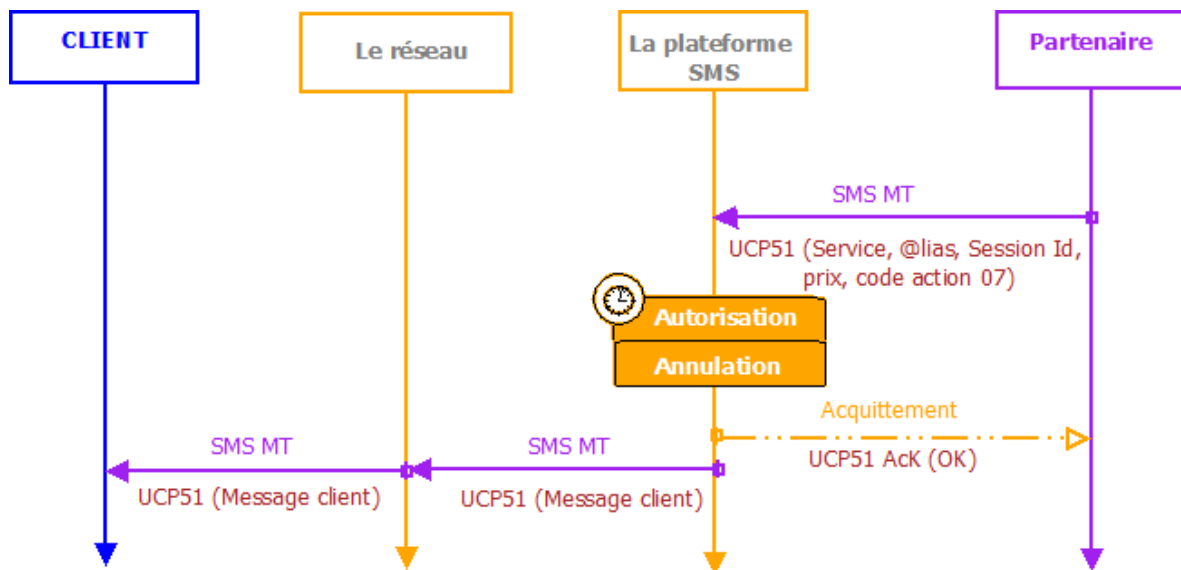 CLIENT
Le réseau
La plateforme
SMS
Partenaire
SMS MT
UCP51 (Service, @lias, Session Id,
prix, code action 07)
Autorisation
Annulation
Acquittement
UCP51 AcK (OK)
SMS MT
SMS MT
UCP51 (Message client)
UCP51 (Message client)